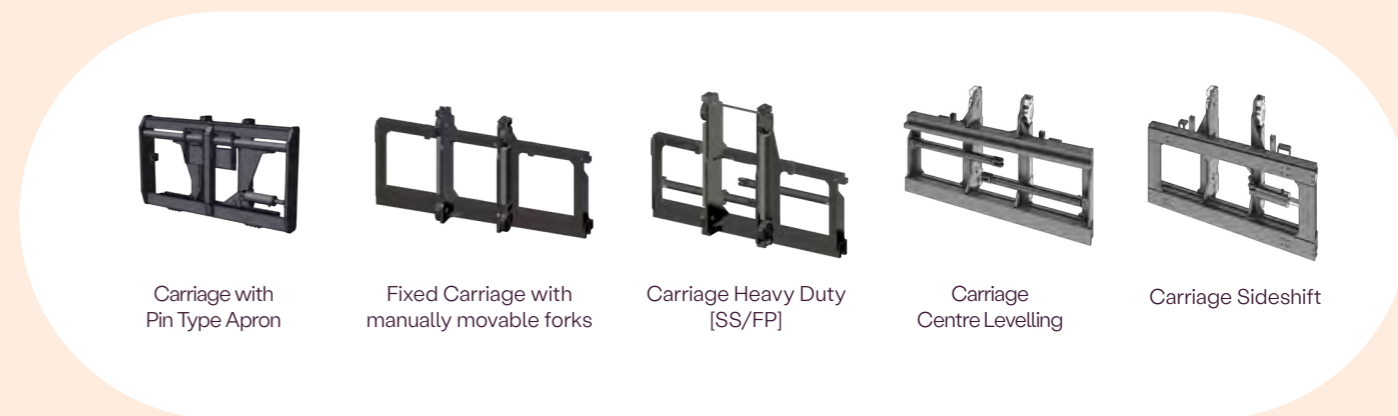 Carriage with
Pin Type Apron
Fixed Carriage with
manually movable forks
Carriage Heavy Duty
[SS/FP]
Carriage
Centre Levelling
Carriage Sideshift